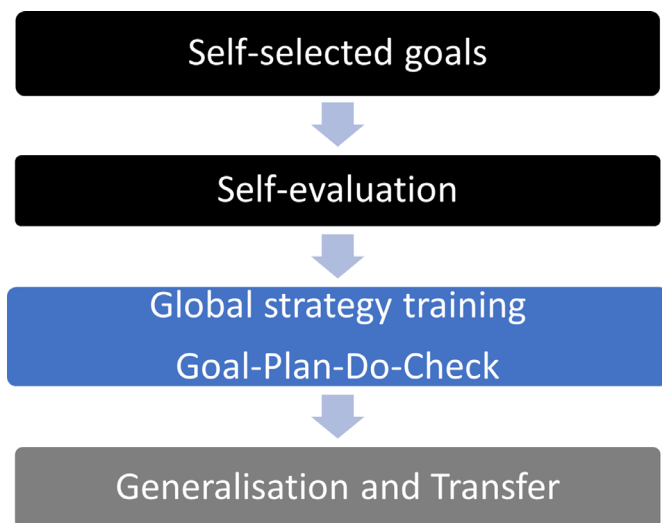 Self-selected goals
Self-evaluation
Global strategy training
Goal-Plan-Do-Check
Generalisation and Transfer